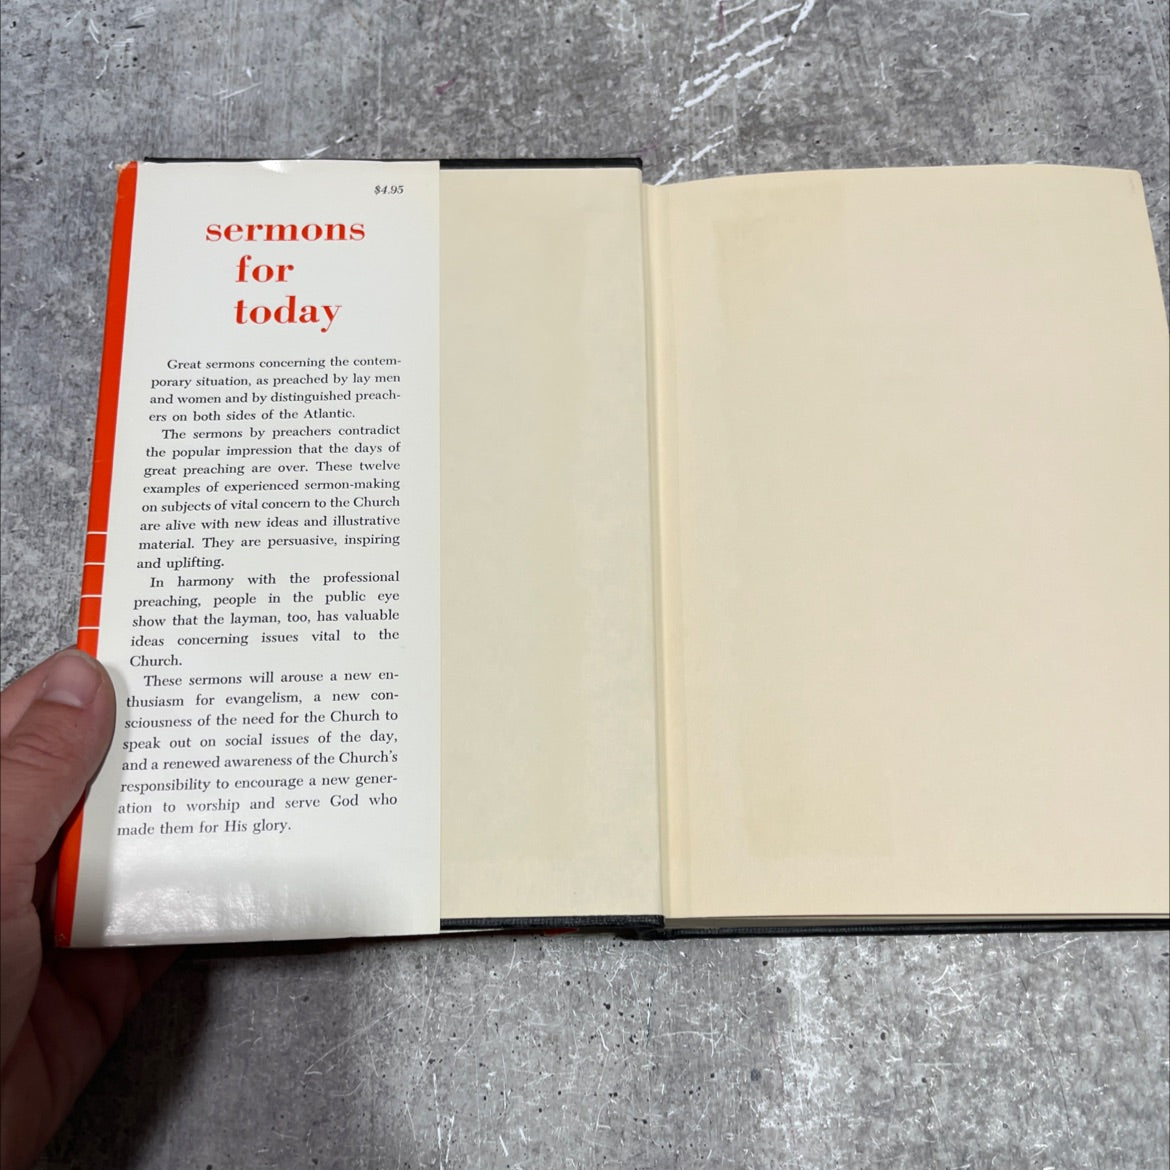 $4.95
sermons
for
today
Great sermons concerning the contem-
porary situation, as preached by lay men
and women and by distinguished preach-
ers on both sides of the Atlantic.
The sermons by preachers contradict
the popular impression that the days of
great preaching are over. These twelve
examples of experienced sermon-making
on subjects of vital concern to the Church
are alive with new ideas and illustrative
material. They are persuasive, inspiring
and uplifting.
In harmony with the professional
preaching, people in the public eye
show that the layman, too, has valuable
ideas concerning issues vital to the
Church.
These sermons will arouse a new en-
thusiasm for evangelism, a new con-
sciousness of the need for the Church to
speak out on social issues of the day,
and a renewed awareness of the Church's
responsibility to encourage a new gener-
ation to worship and serve God who
made them for His glory.